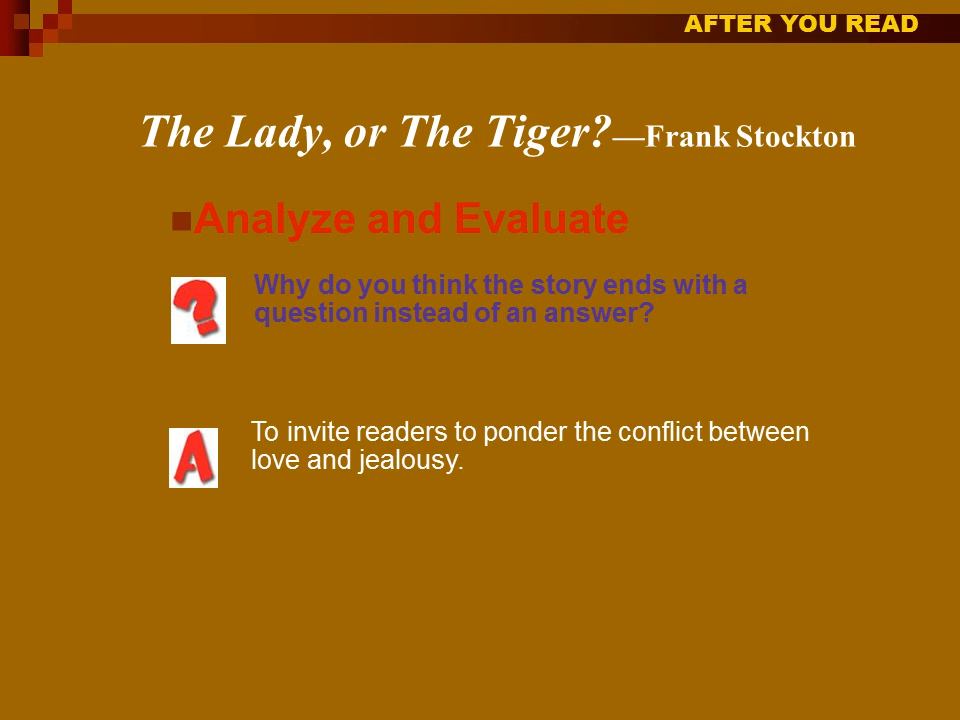 AFTER YOU READ
The Lady, or The Tiger?—Frank Stockton
Analyze and Evaluate
?
Why do you think the story ends with a
question instead of an answer?
A
To invite readers to ponder the conflict between
love and jealousy.